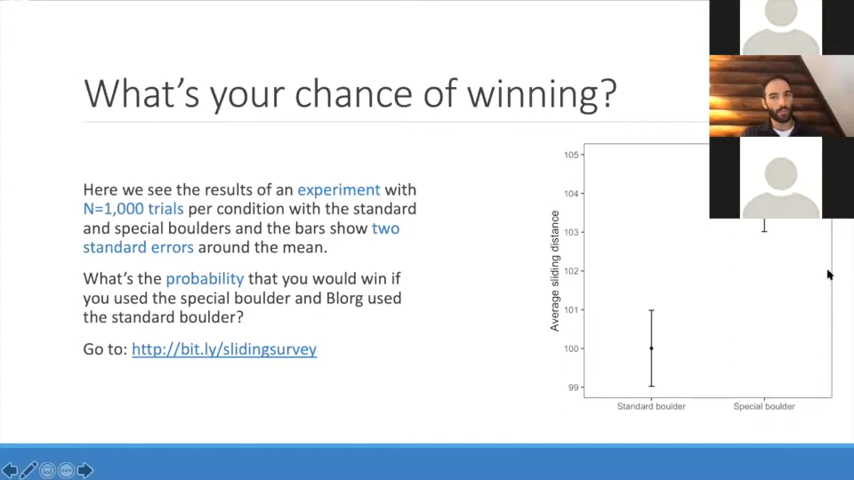 What's your chance of winning?
Here we see the results of an experiment with
N=1,000 trials per condition with the standard
and special boulders and the bars show two
standard errors around the mean.
What's the probability that you would win if
you used the special boulder and Blorg used
the standard boulder?
Go to: http://bit.ly/slidingsurvey
Average sliding distance
105
104
103
102
101
100
99
Standard boulder
Special boulder